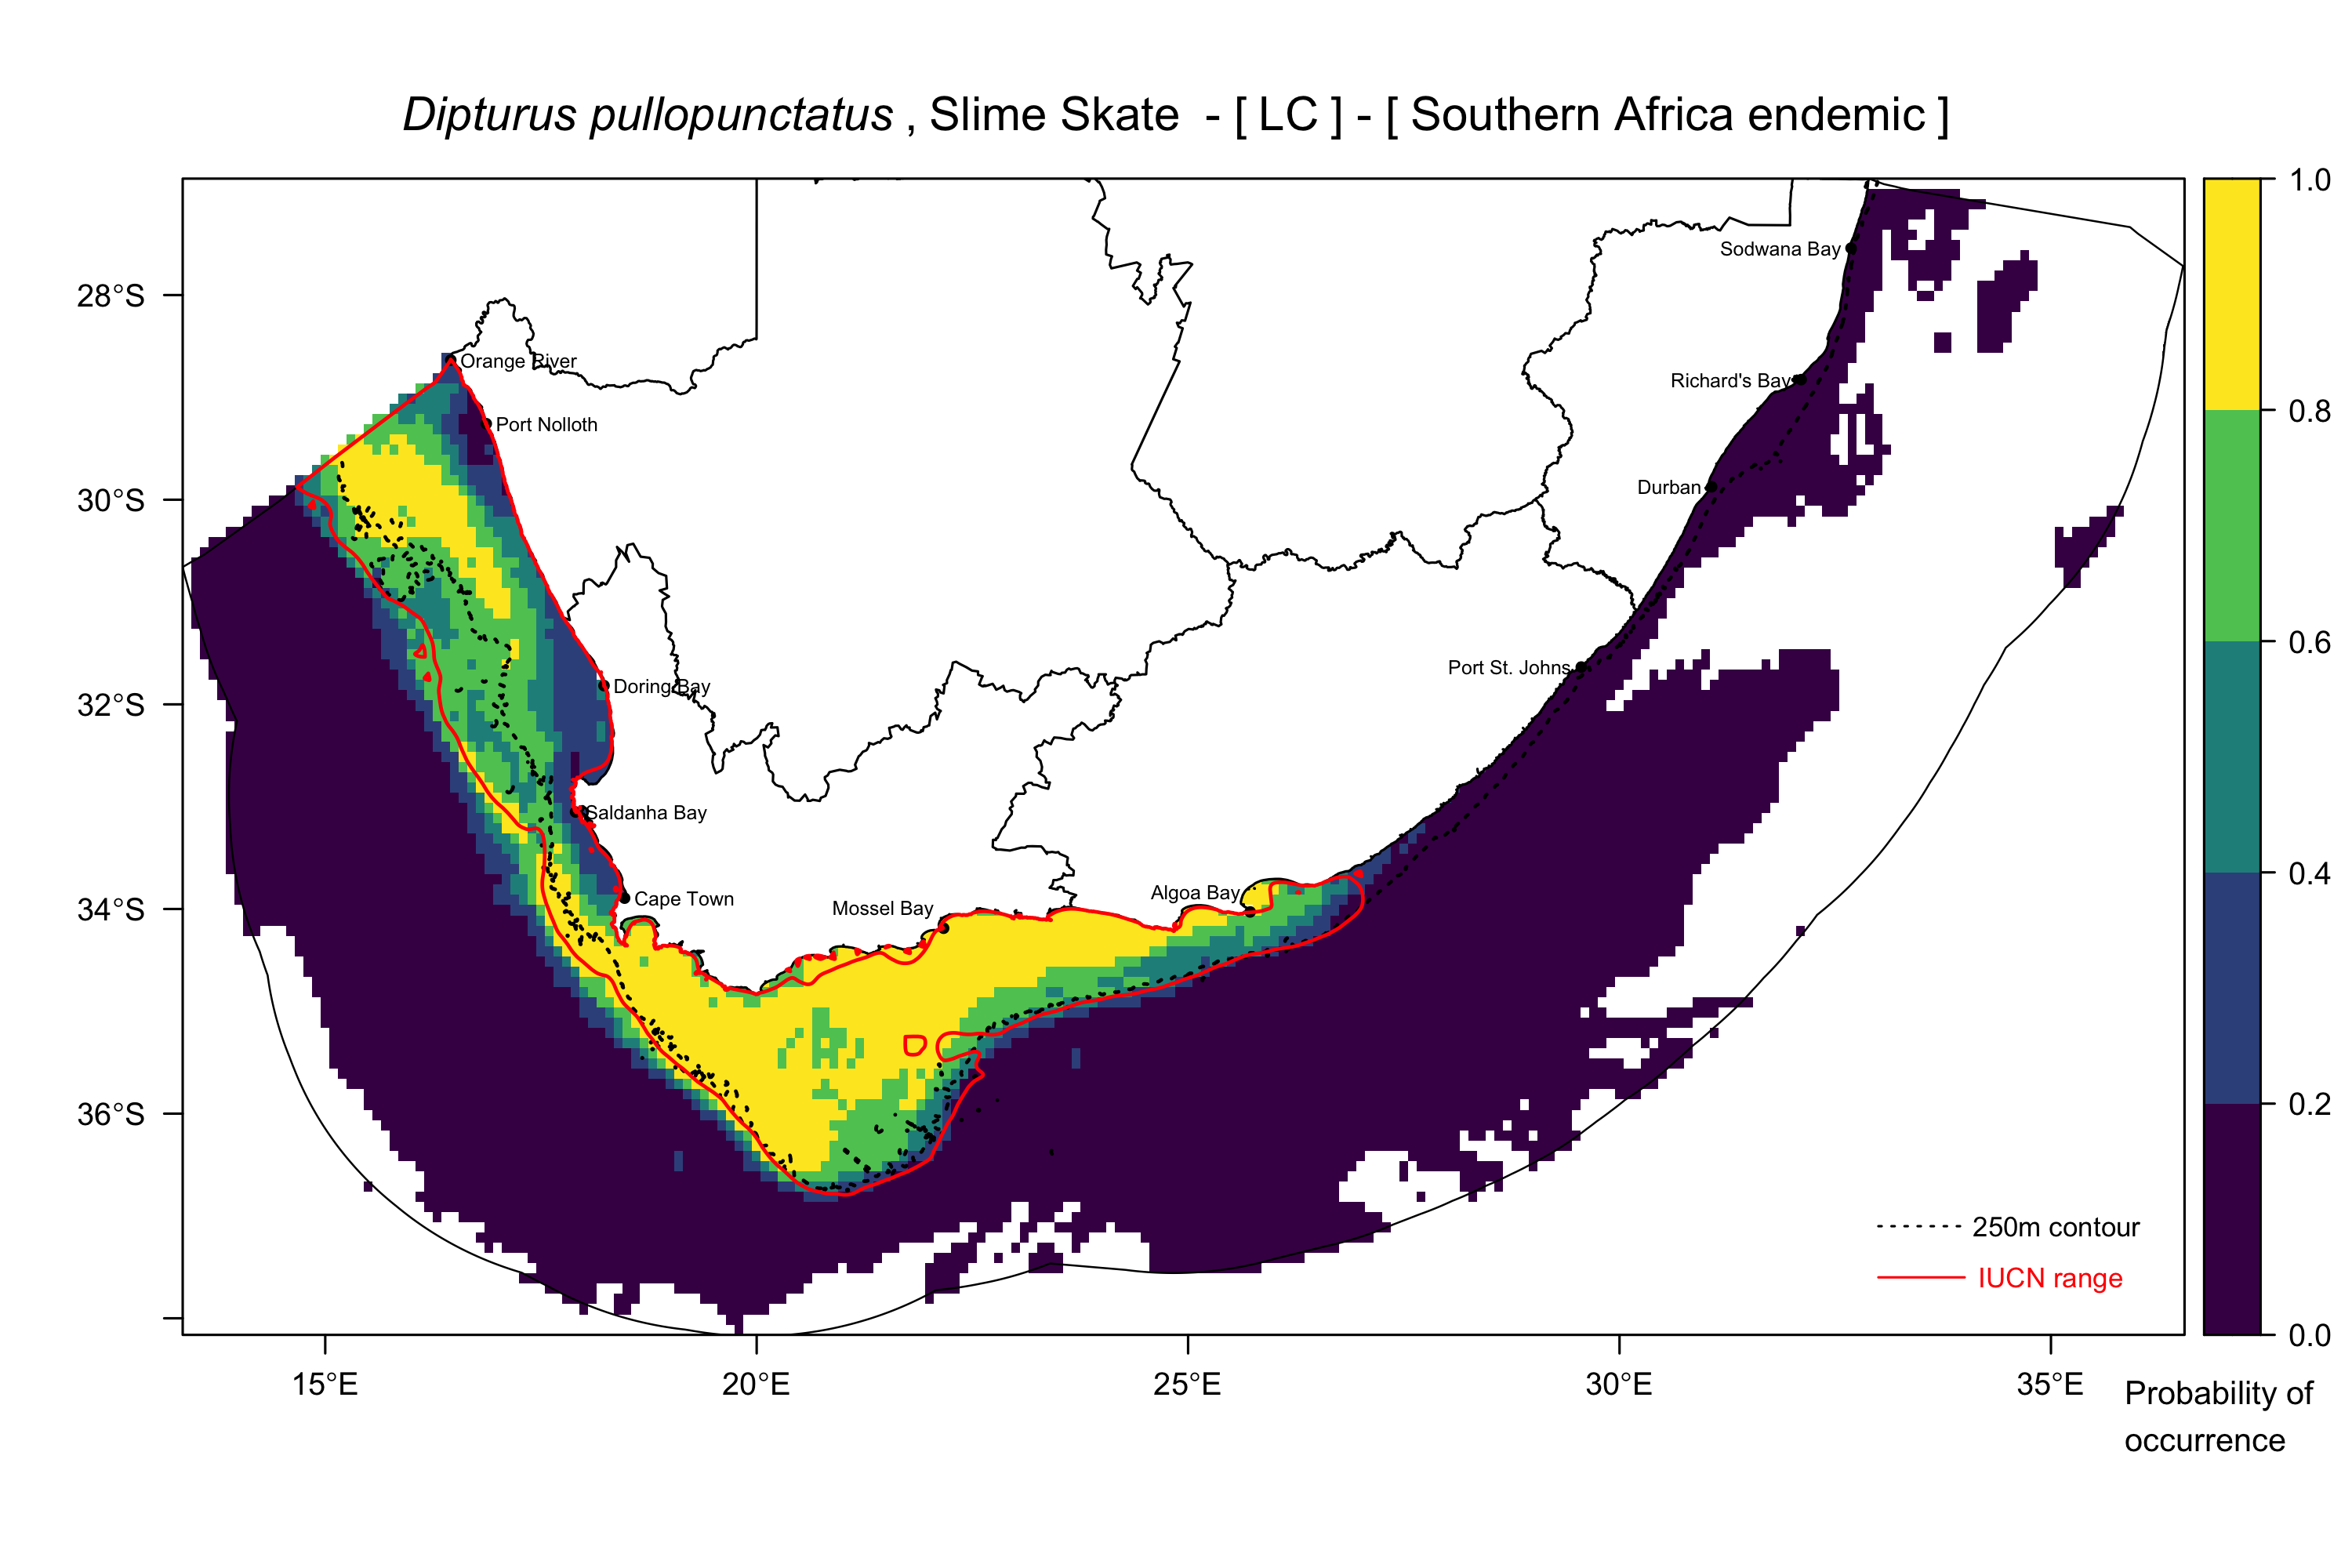 Dipturus pullopunctatus , Slime Skate - [ LC ] - [ Southern Africa endemic ]
1.0
Sodwana Bay
28°S
Orange River
Richard's Bay
0.8
Port Nolloth
Durban
30°S
0.6
Port St. Johns
Doring Bay
32°S
Saldanha Bay
0.4
Algoa Bay
Cape Town
Mossel Bay
34°S
0.2
36°S
250m contour
IUCN range
0.0
15°E
20°E
25°E
30°E
35°E
Probability of
occurrence